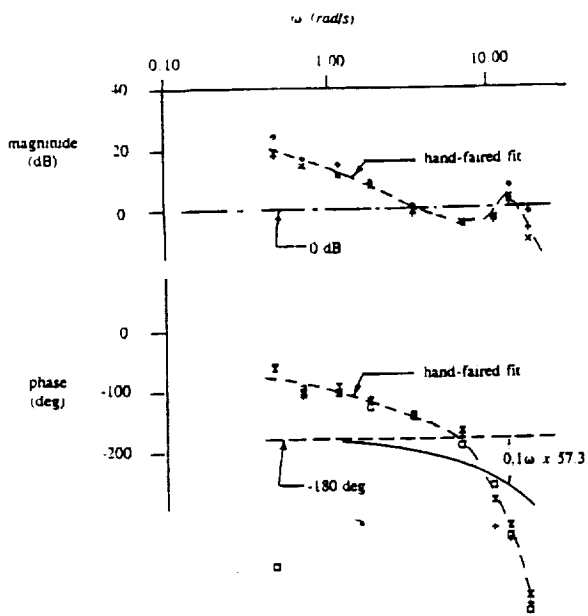 ω (rad/s)
0.10 1.00 10.00
40
magnitude
(dB)
20
hand-faired fit
0
0 dB
0
hand-faired fit
phase
(deg)
-100
-200
-180 deg
0.1ω x 57.3